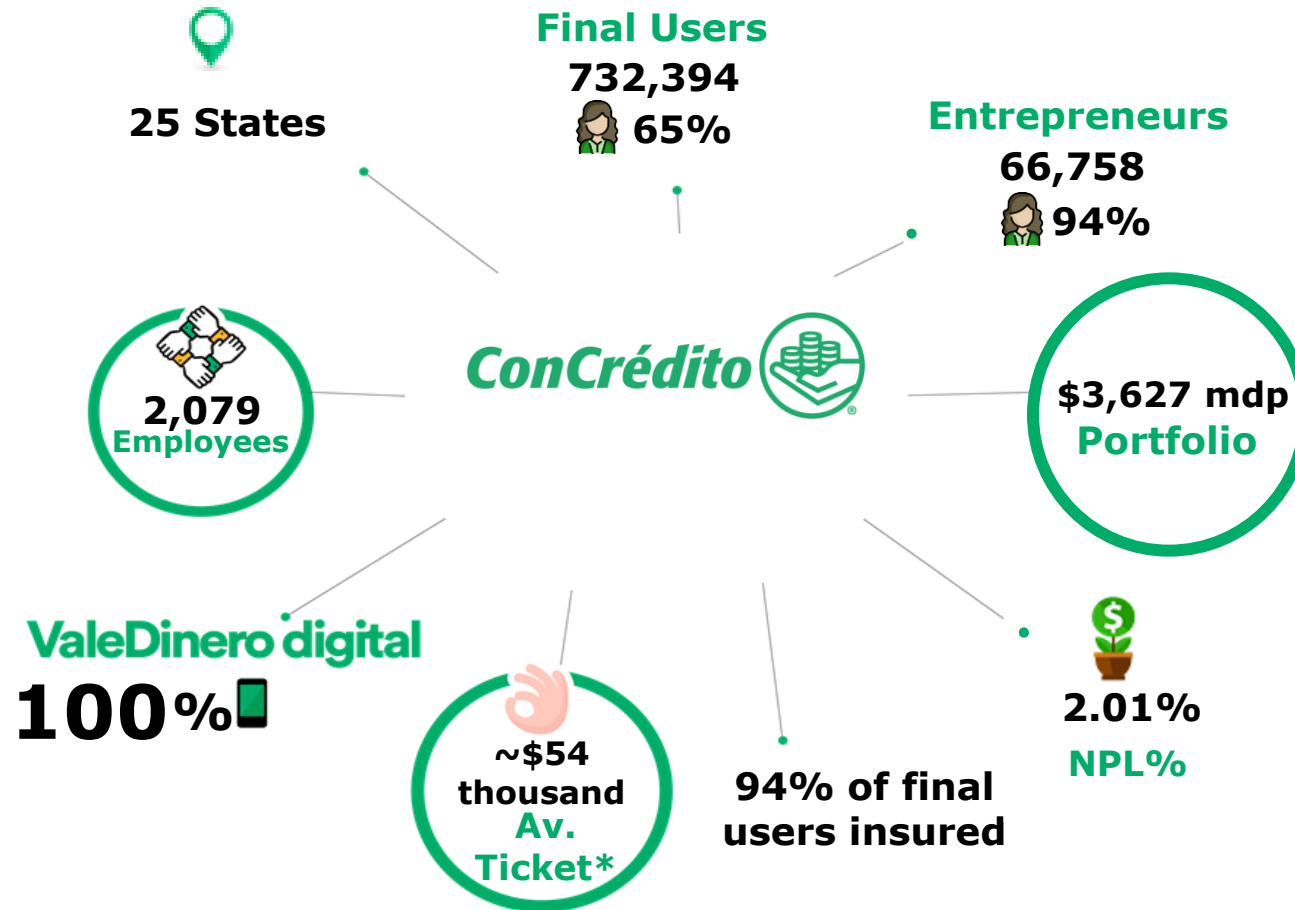 Final Users
732,394
65%
25 States
Entrepreneurs
66,758
94%
ConCrédito
®
2,079
Employees
$3,627 mdp
Portfolio
ValeDinero digital
100%
~$54
thousand
Av.
Ticket*
94% of final
users insured
$
2.01%
NPL%